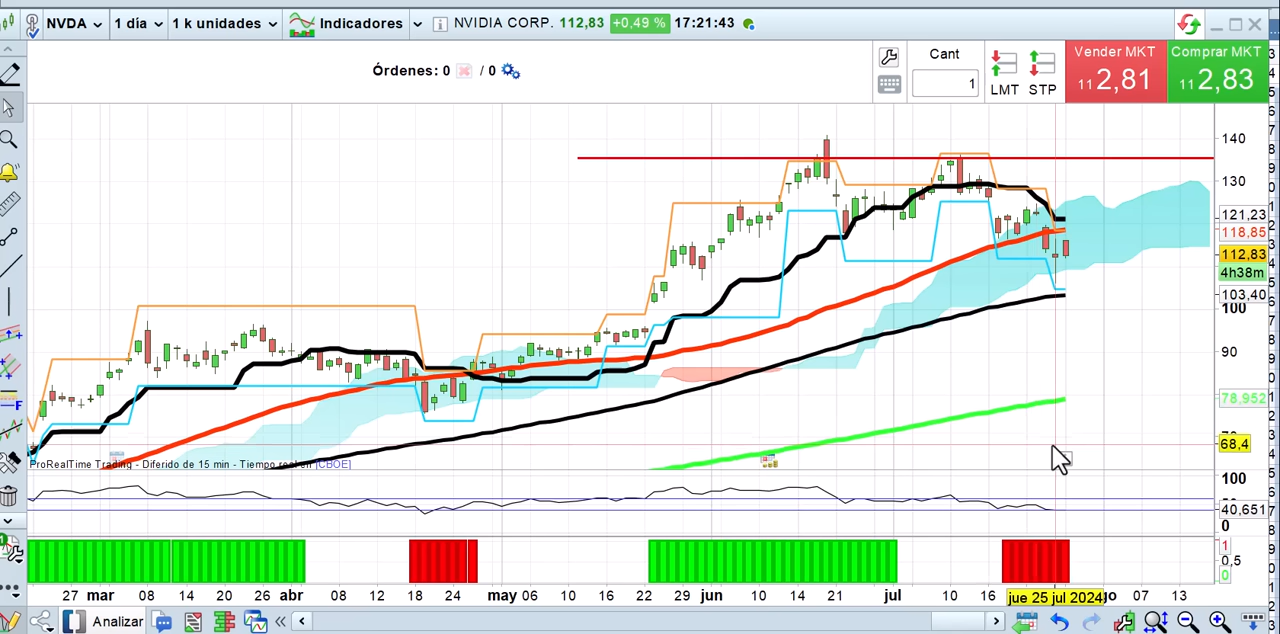 NVDA 1 día 1 k unidades Indicadores NVIDIA CORP. 112,83 +0,49 % 17:21:43
Órdenes: 0 / 0
Cant
1
LMT STP
Vender MKT
112,81
Comprar MKT
112,83
140
130
121,23
118,85
112,83
4h38m
103,40
100
90
78,952
68,4
ProRealTime Trading - Diferido de 15 min - Tiempo real en [CBOE]
100
40,651
0
1
0,5
0
27 mar 08 14 20 26 abr 08 12 18 24 may 06 10 16 22 29 jun 10 14 21 jul 10 16 jue 25 jul 2024 07 13
Analizar